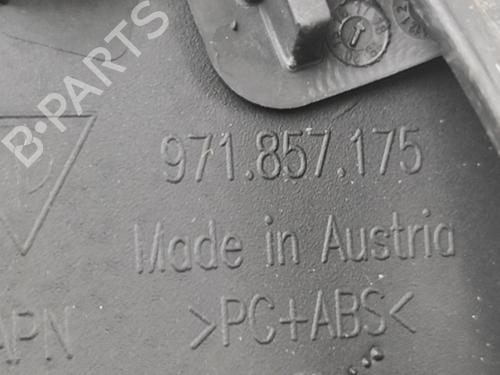 B-PARTS
971.857.175
Made in Austria
>PC+ABS<
APN